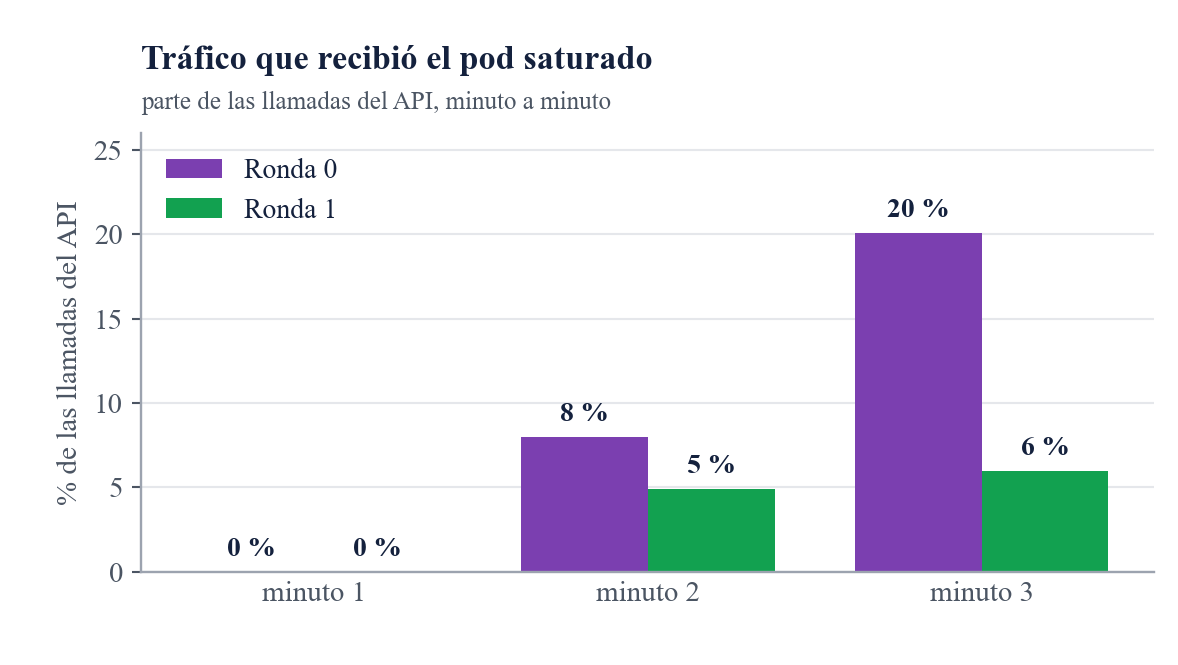 Tráfico que recibió el pod saturado
parte de las llamadas del API, minuto a minuto
% de las llamadas del API
25
20
15
10
5
0
Ronda 0
Ronda 1
0 %
0 %
8 %
5 %
20 %
6 %
minuto 1
minuto 2
minuto 3